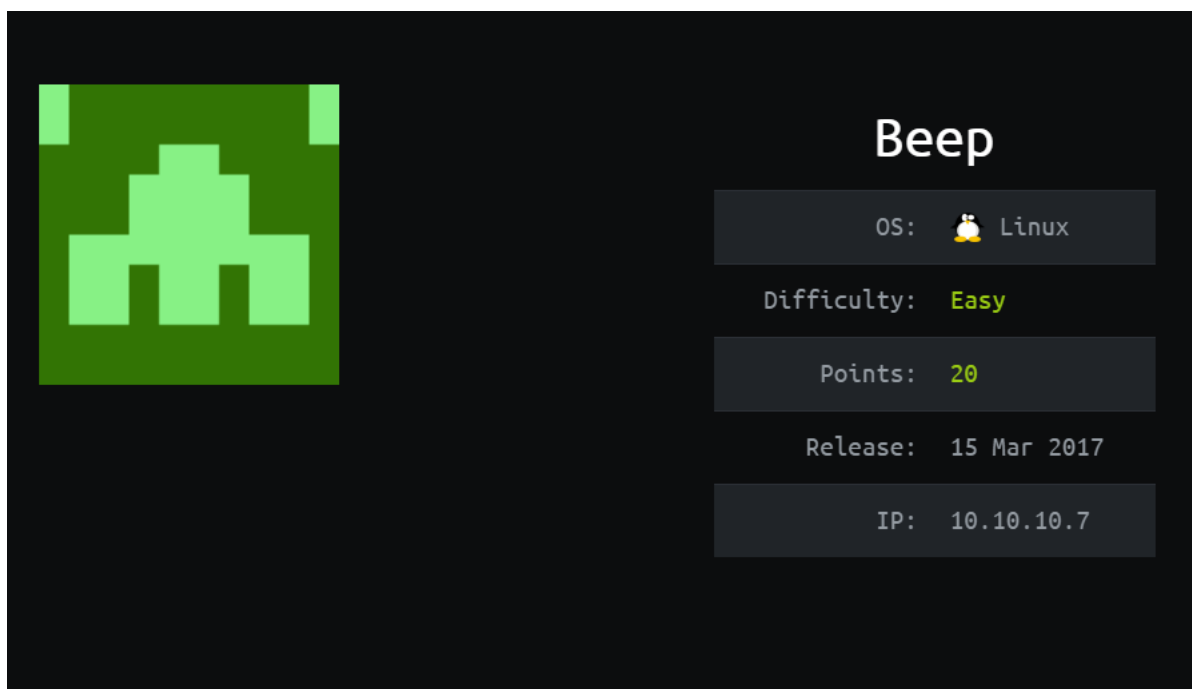 Beep
OS: Linux
Difficulty: Easy
Points: 20
Release: 15 Mar 2017
IP: 10.10.10.7